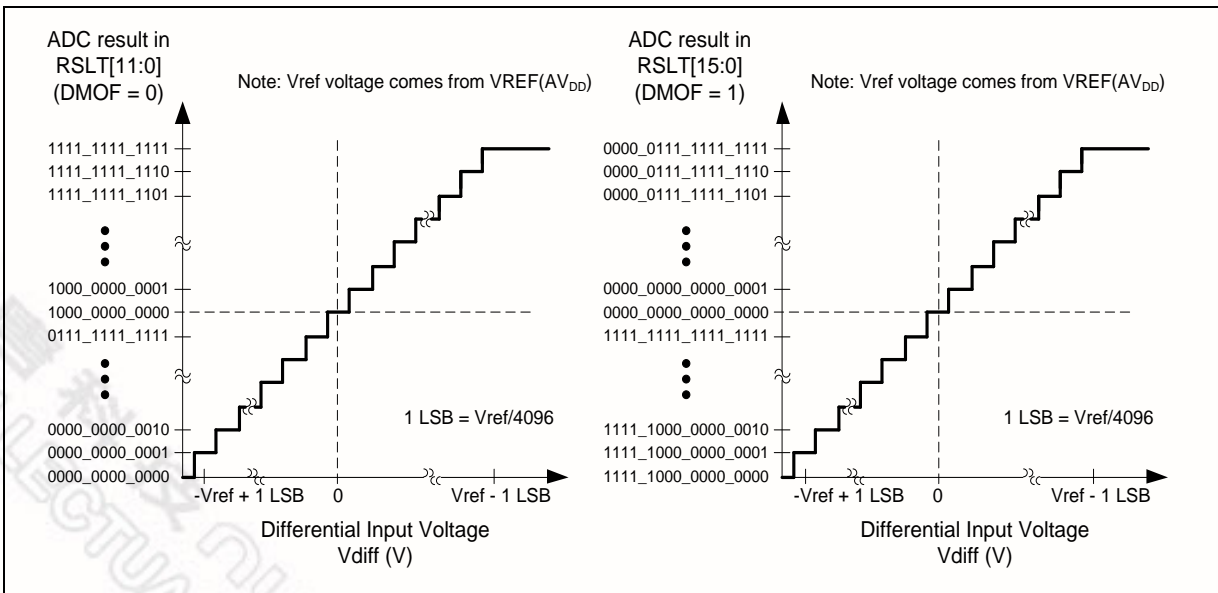 ADC result in
RSLT[11:0]
(DMOF = 0)
Note: Vref voltage comes from VREF(AVDD)
1111_1111_1111
1111_1111_1110
1111_1111_1101
1000_0000_0001
1000_0000_0000
0111_1111_1111
0000_0000_0010
0000_0000_0001
0000_0000_0000
1 LSB = Vref/4096
-Vref + 1 LSB
0
Vref - 1 LSB
Differential Input Voltage
Vdiff (V)
ADC result in
RSLT[15:0]
(DMOF = 1)
Note: Vref voltage comes from VREF(AVDD)
0000_0111_1111_1111
0000_0111_1111_1110
0000_0111_1111_1101
0000_0000_0000_0001
0000_0000_0000_0000
1111_1111_1111_1111
1111_1000_0000_0010
1111_1000_0000_0001
1111_1000_0000_0000
1 LSB = Vref/4096
-Vref + 1 LSB
0
Vref - 1 LSB
Differential Input Voltage
Vdiff (V)